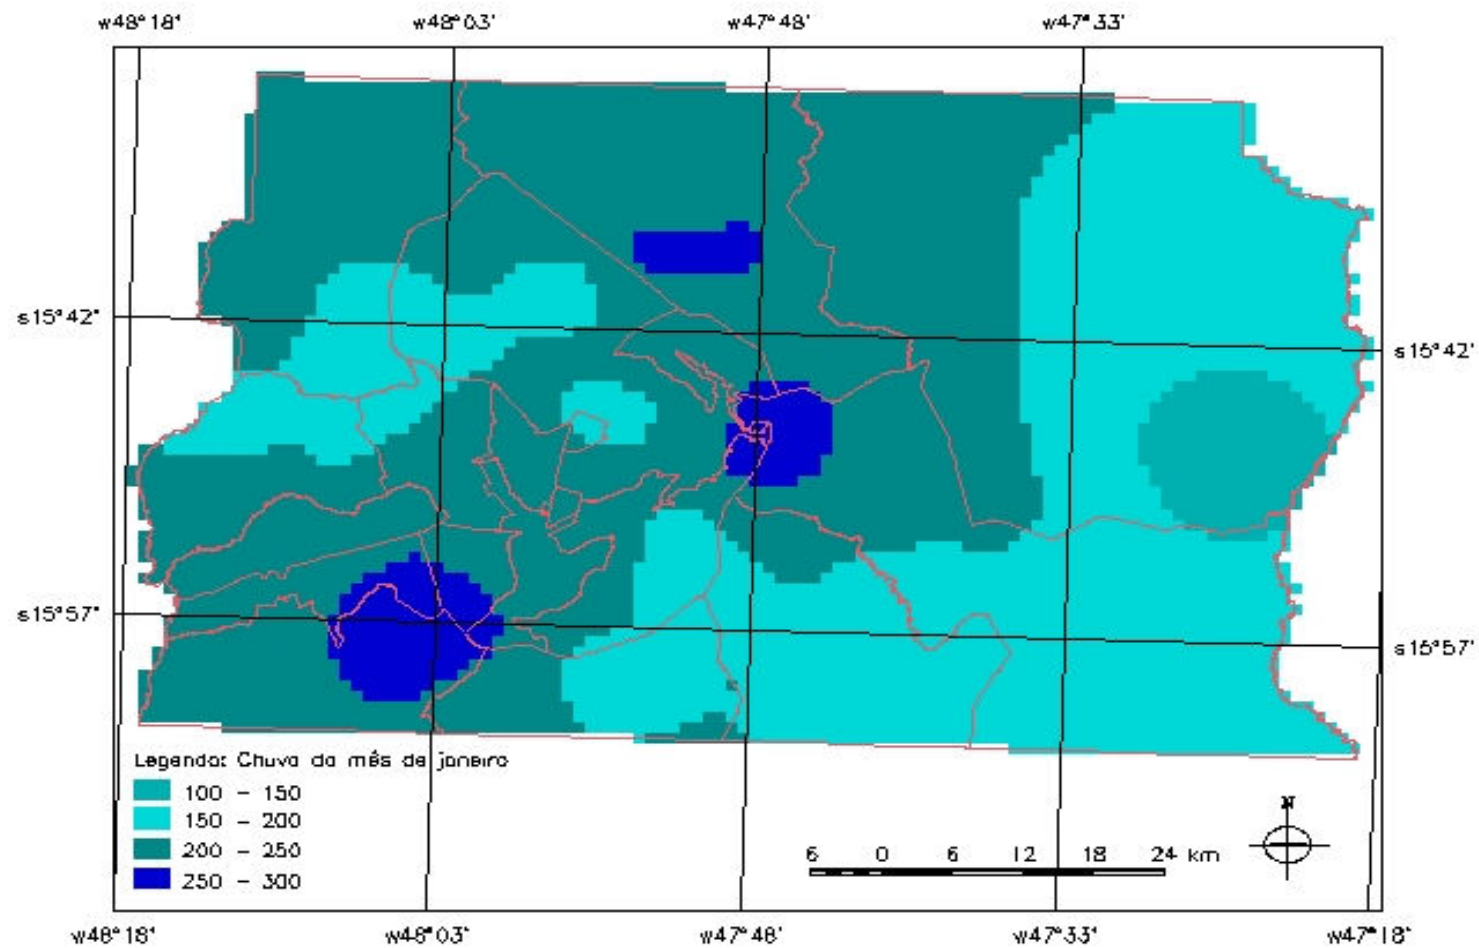 w48°18' w48°03' w47°48' w47°33'
s15°42' s15°42'
s15°57' s15°57'
Legenda: Chuva do mês de janeiro
100 - 150
150 - 200
200 - 250
250 - 300
N
6 0 6 12 18 24 km
w48°18' w48°03' w47°48' w47°33' w47°18'